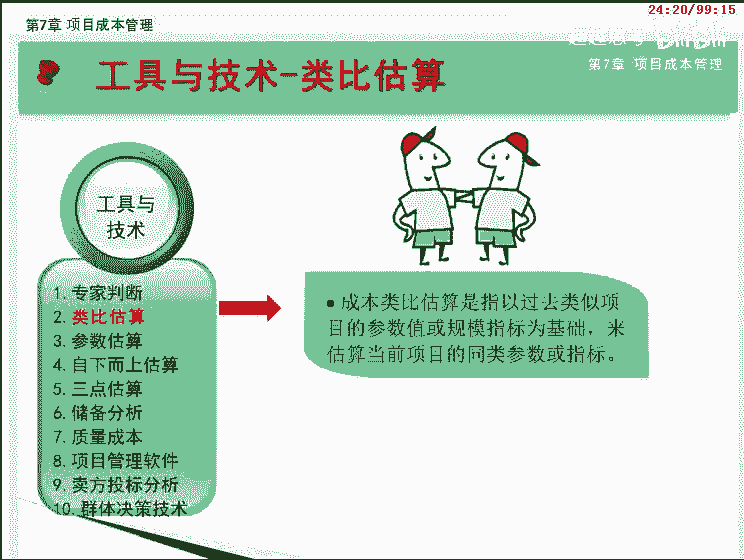 24:20/99:15
第7章 项目成本管理
第7章 项目成本管理
工具与技术-类比估算
工具与
技术
1. 专家判断
2. 类比估算
3. 参数估算
4. 自下而上估算
5. 三点估算
6. 储备分析
7. 质量成本
8. 项目管理软件
9. 卖方投标分析
10. 群体决策技术
• 成本类比估算是指以过去类似项
目的参数值或规模指标为基础，来
估算当前项目的同类参数或指标。